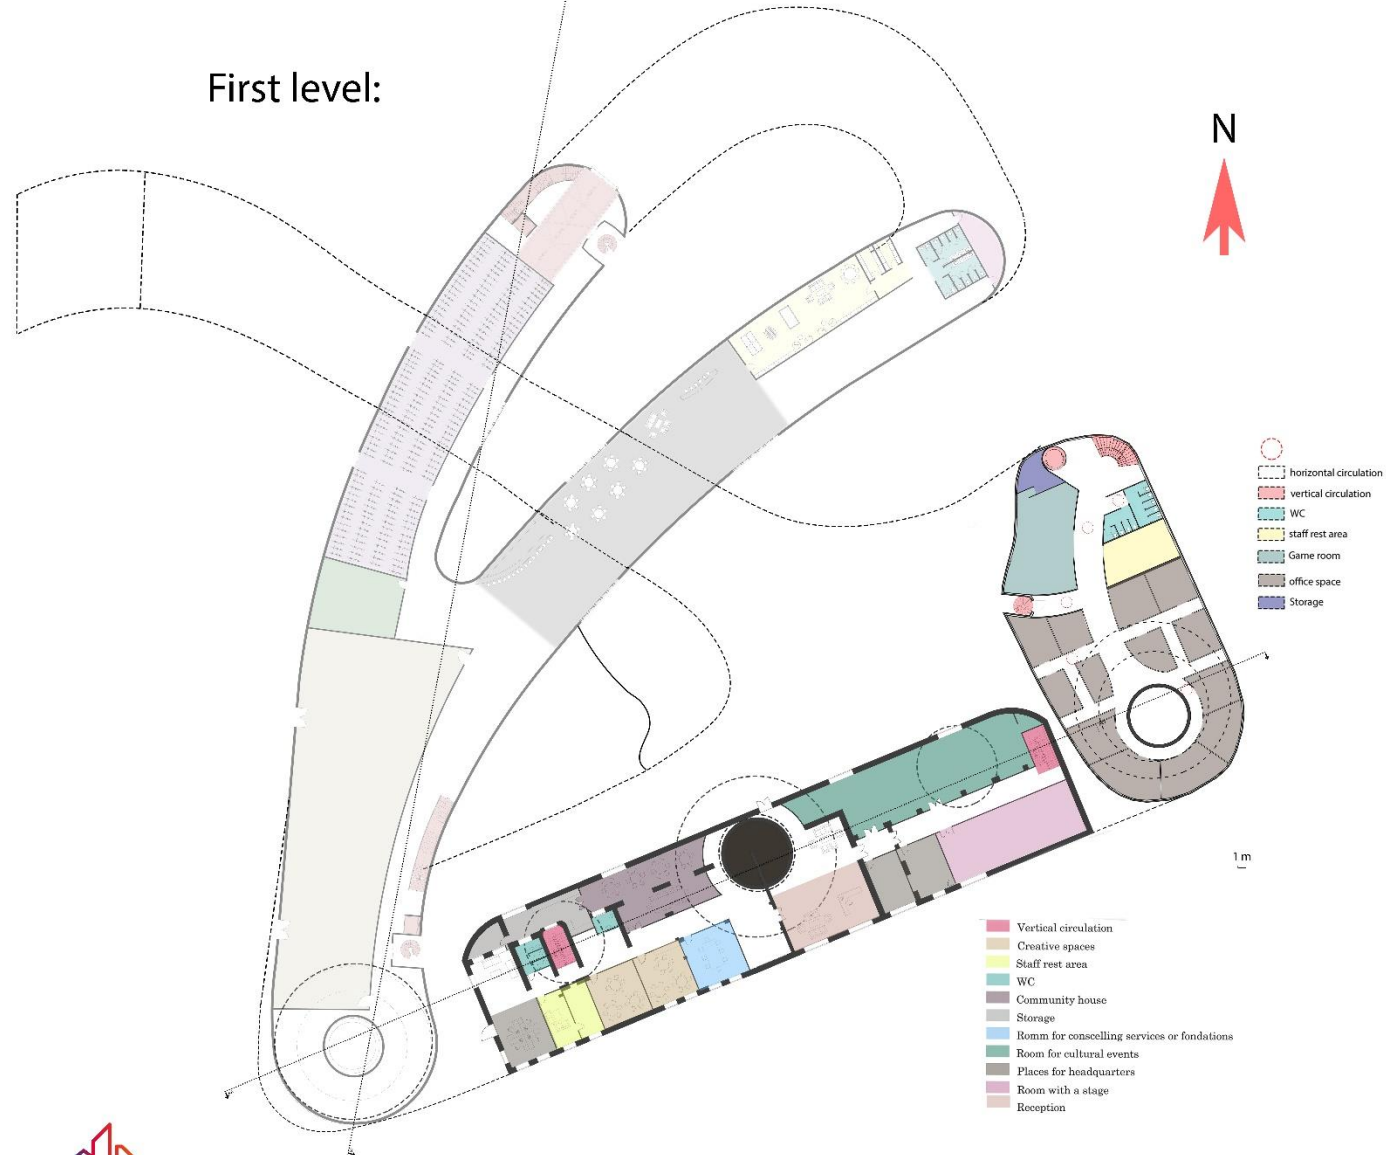 First level:
N
horizontal circulation
vertical circulation
WC
staff rest area
Game room
office space
Storage
1 m
Vertical circulation
Creative spaces
Staff rest area
WC
Community house
Storage
Romm for conscelling services or fondations
Room for cultural events
Places for headquarters
Room with a stage
Reception